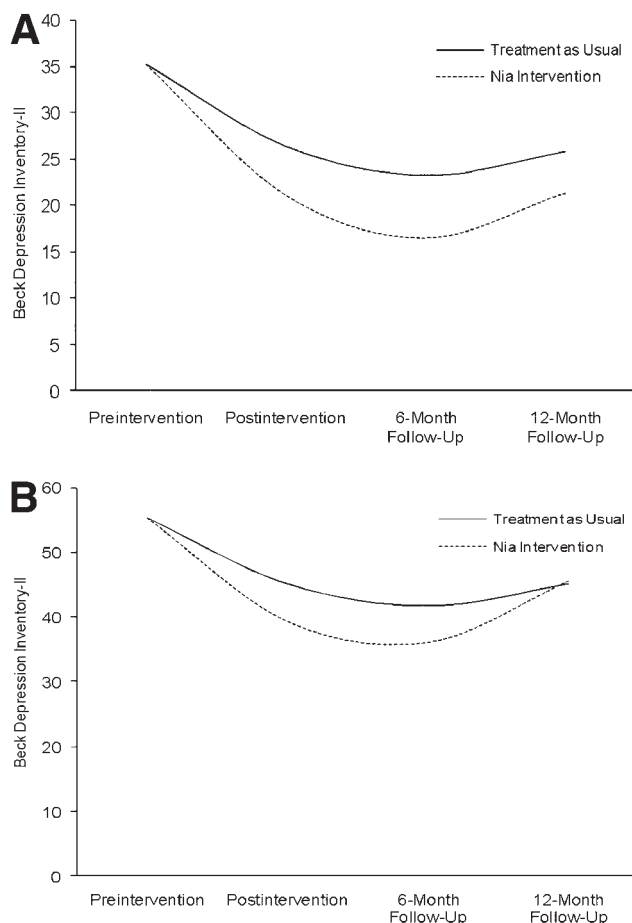 A
40
35
30
25
20
15
10
5
0
Beck Depression Inventory-II
Treatment as Usual
Nia Intervention
Preintervention Postintervention 6-Month Follow-Up 12-Month Follow-Up
B
60
50
40
30
20
10
0
Beck Depression Inventory-II
Treatment as Usual
Nia Intervention
Preintervention Postintervention 6-Month Follow-Up 12-Month Follow-Up